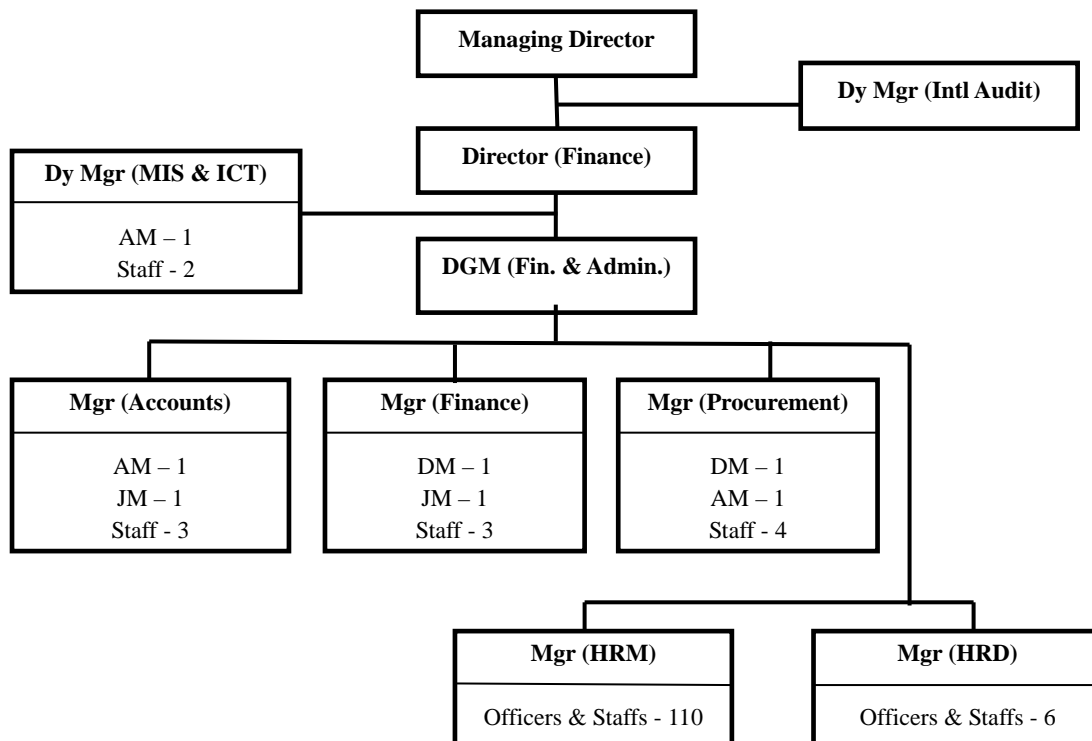 Managing Director
Dy Mgr (Intl Audit)
Director (Finance)
Dy Mgr (MIS & ICT)
AM – 1
Staff - 2
DGM (Fin. & Admin.)
Mgr (Accounts)
AM – 1
JM – 1
Staff - 3
Mgr (Finance)
DM – 1
JM – 1
Staff - 3
Mgr (Procurement)
DM – 1
AM – 1
Staff - 4
Mgr (HRM)
Officers & Staffs - 110
Mgr (HRD)
Officers & Staffs - 6